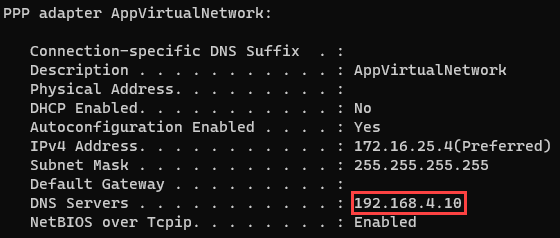 PPP adapter AppVirtualNetwork:
Connection-specific DNS Suffix  . :
Description . . . . . . . . . . . : AppVirtualNetwork
Physical Address. . . . . . . . . :
DHCP Enabled. . . . . . . . . . . : No
Autoconfiguration Enabled . . . . : Yes
IPv4 Address. . . . . . . . . . . : 172.16.25.4(Preferred)
Subnet Mask . . . . . . . . . . . : 255.255.255.255
Default Gateway . . . . . . . . . :
DNS Servers . . . . . . . . . . . : 192.168.4.10
NetBIOS over Tcpip. . . . . . . . : Enabled